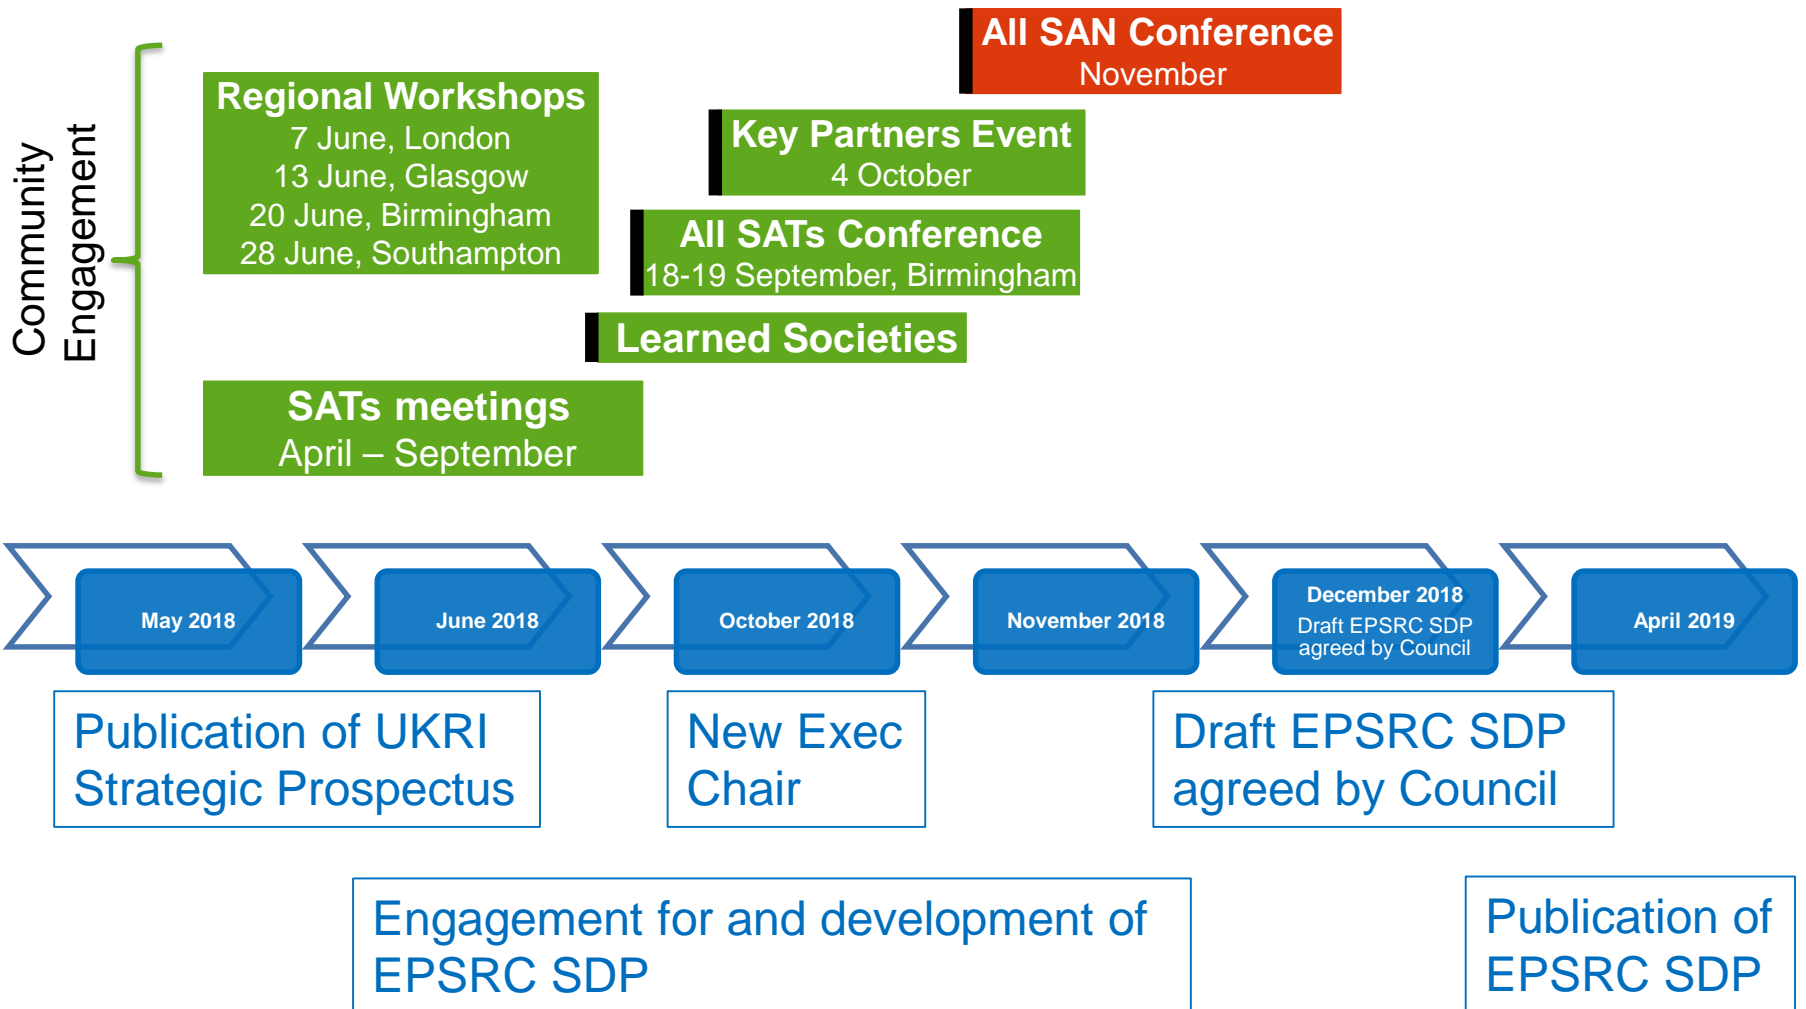 All SAN Conference
November
Community
Engagement
Regional Workshops
7 June, London
13 June, Glasgow
20 June, Birmingham
28 June, Southampton
Key Partners Event
4 October
All SATs Conference
18-19 September, Birmingham
Learned Societies
SATs meetings
April – September
May 2018
June 2018
October 2018
November 2018
December 2018
Draft EPSRC SDP
agreed by Council
April 2019
Publication of UKRI
Strategic Prospectus
New Exec
Chair
Draft EPSRC SDP
agreed by Council
Engagement for and development of
EPSRC SDP
Publication of
EPSRC SDP